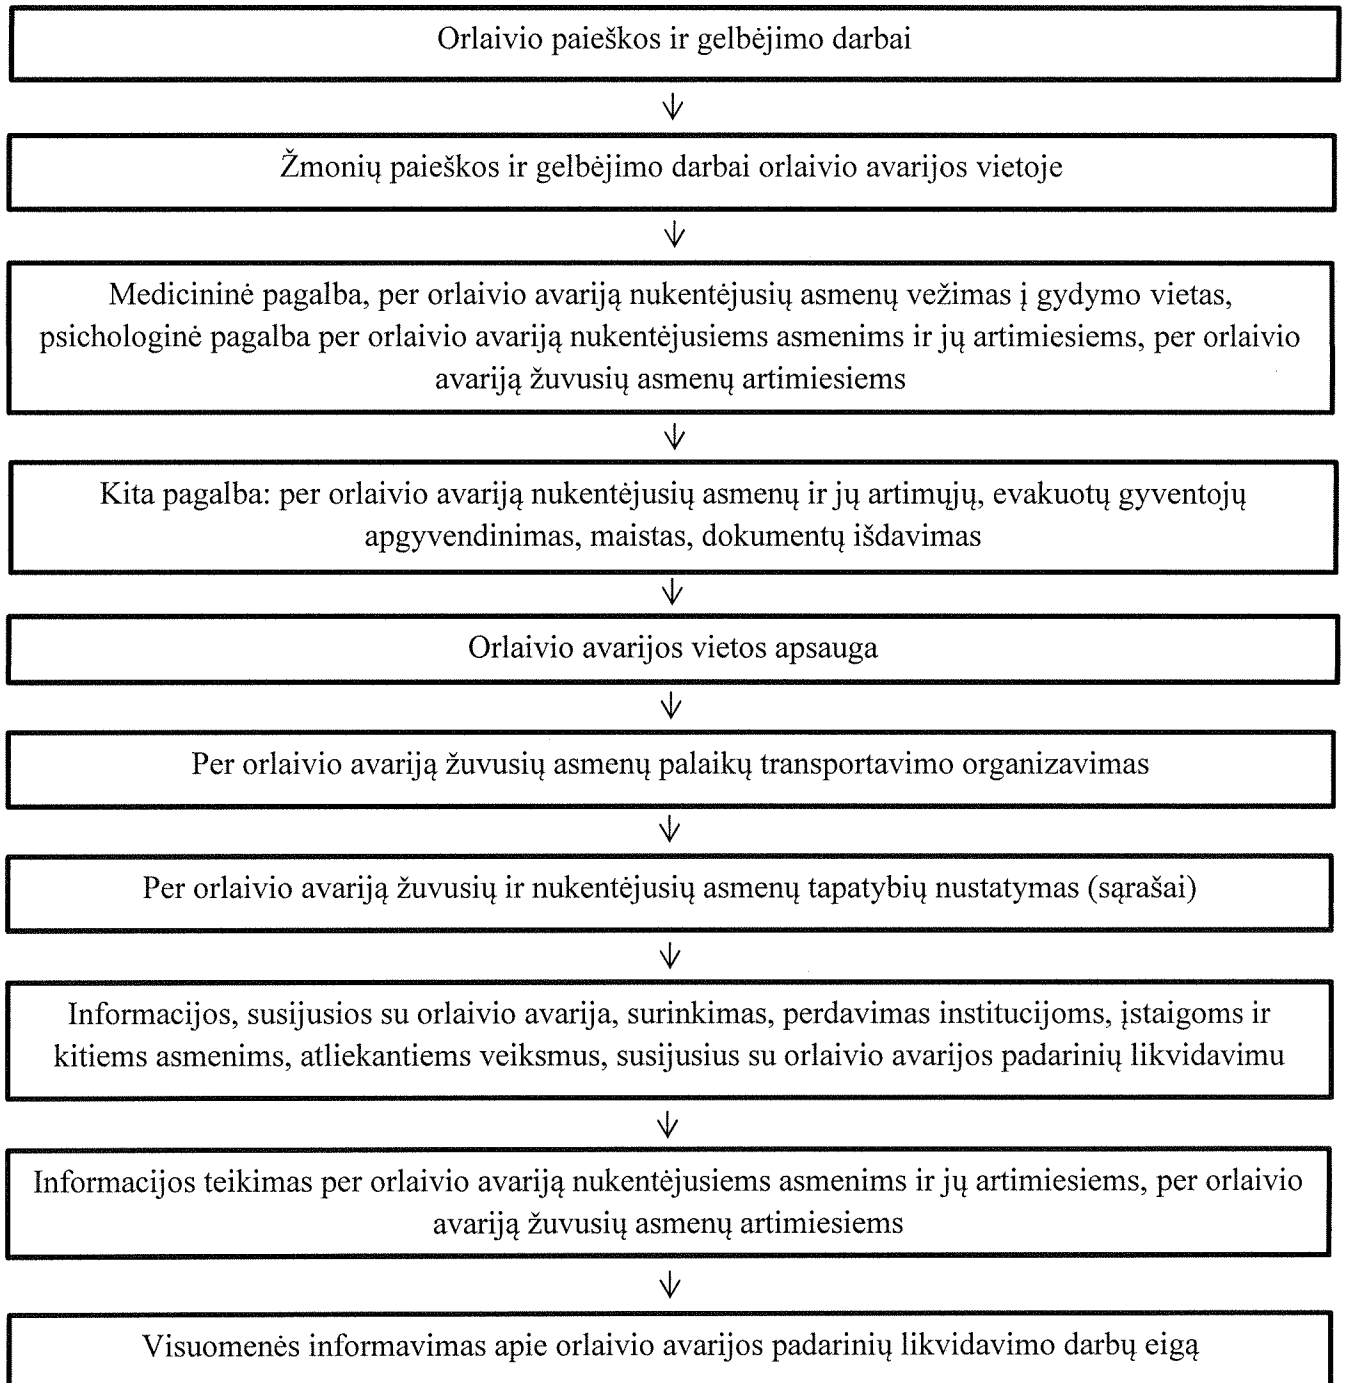 Orlaivio paieškos ir gelbėjimo darbai
Žmonių paieškos ir gelbėjimo darbai orlaivio avarijos vietoje
Medicininė pagalba, per orlaivio avariją nukentėjusių asmenų vežimas į gydymo vietas,
psichologinė pagalba per orlaivio avariją nukentėjusiems asmenims ir jų artimiesiems, per orlaivio
avariją žuvusių asmenų artimiesiems
Kita pagalba: per orlaivio avariją nukentėjusių asmenų ir jų artimųjų, evakuotų gyventojų
apgyvendinimas, maistas, dokumentų išdavimas
Orlaivio avarijos vietos apsauga
Per orlaivio avariją žuvusių asmenų palaikų transportavimo organizavimas
Per orlaivio avariją žuvusių ir nukentėjusių asmenų tapatybių nustatymas (sąrašai)
Informacijos, susijusios su orlaivio avarija, surinkimas, perdavimas institucijoms, įstaigoms ir
kitiems asmenims, atliekantiems veiksmus, susijusius su orlaivio avarijos padarinių likvidavimu
Informacijos teikimas per orlaivio avariją nukentėjusiems asmenims ir jų artimiesiems, per orlaivio
avariją žuvusių asmenų artimiesiems
Visuomenės informavimas apie orlaivio avarijos padarinių likvidavimo darbų eigą